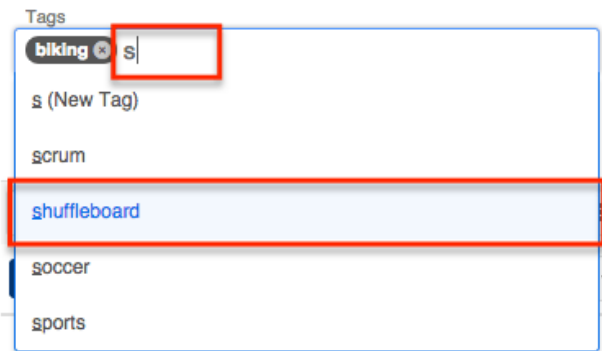 Tags
biking s
s (New Tag)
scrum
shuffleboard
soccer
sports